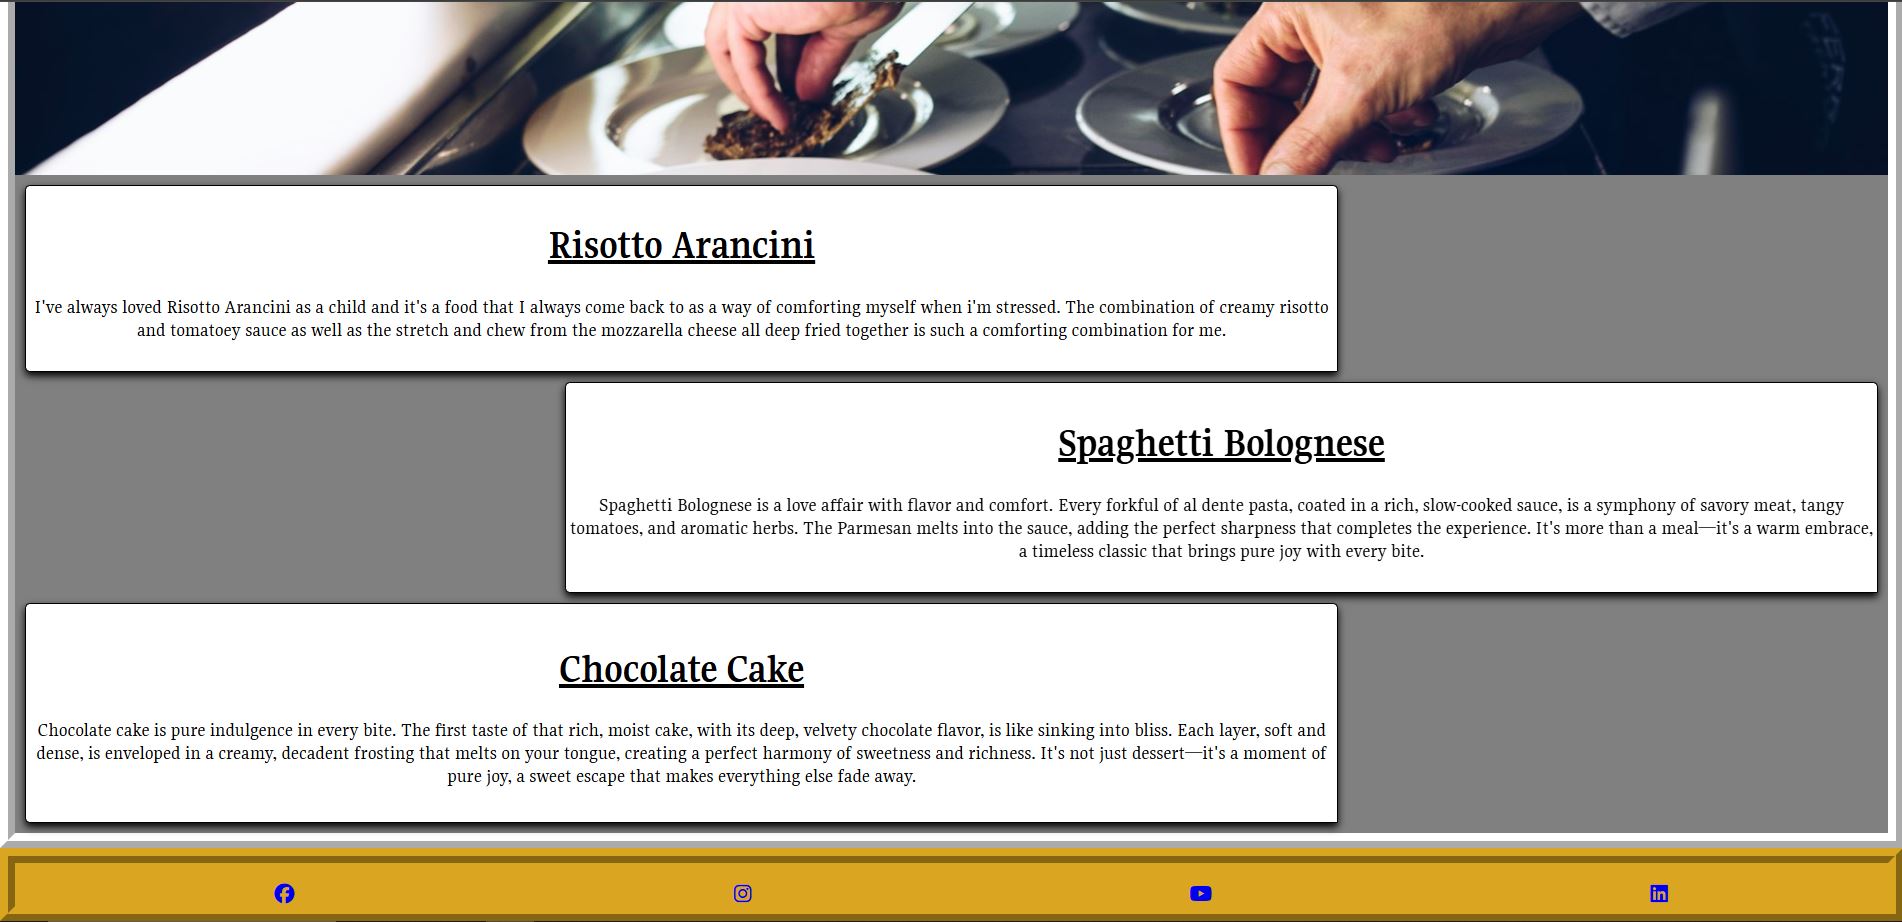 Risotto Arancini
I've always loved Risotto Arancini as a child and it's a food that I always come back to as a way of comforting myself when i'm stressed. The combination of creamy risotto
and tomatoey sauce as well as the stretch and chew from the mozzarella cheese all deep fried together is such a comforting combination for me.
Spaghetti Bolognese
Spaghetti Bolognese is a love affair with flavor and comfort. Every forkful of al dente pasta, coated in a rich, slow-cooked sauce, is a symphony of savory meat, tangy
tomatoes, and aromatic herbs. The Parmesan melts into the sauce, adding the perfect sharpness that completes the experience. It's more than a meal—it's a warm embrace,
a timeless classic that brings pure joy with every bite.
Chocolate Cake
Chocolate cake is pure indulgence in every bite. The first taste of that rich, moist cake, with its deep, velvety chocolate flavor, is like sinking into bliss. Each layer, soft and
dense, is enveloped in a creamy, decadent frosting that melts on your tongue, creating a perfect harmony of sweetness and richness. It's not just dessert—it's a moment of
pure joy, a sweet escape that makes everything else fade away.